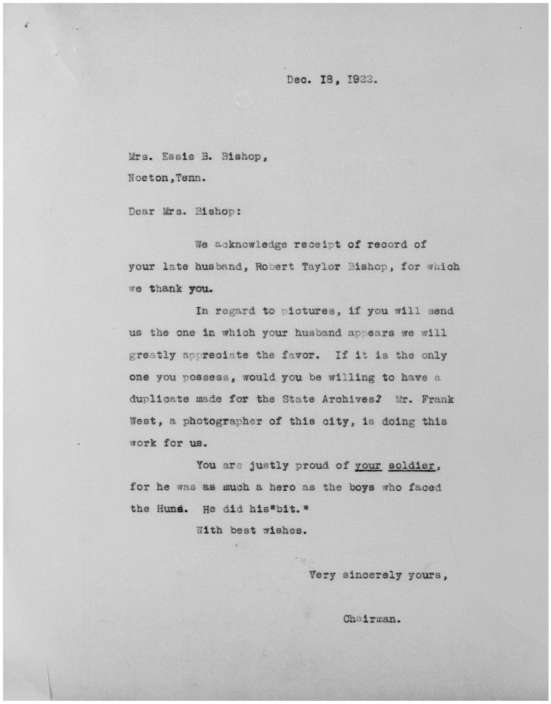 Dec. 18, 1922.
Mrs. Essie B. Bishop,
Noeton,Tenn.
Dear Mrs. Bishop:
We acknowledge receipt of record of
your late husband, Robert Taylor Bishop, for which
we thank you.
In regard to pictures, if you will send
us the one in which your husband appears we will
greatly appreciate the favor. If it is the only
one you possess, would you be willing to have a
duplicate made for the State Archives? Mr. Frank
West, a photographer of this city, is doing this
work for us.
You are justly proud of your soldier,
for he was as much a hero as the boys who faced
the Huns. He did his"bit."
With best wishes.
Very sincerely yours,
Chairman.